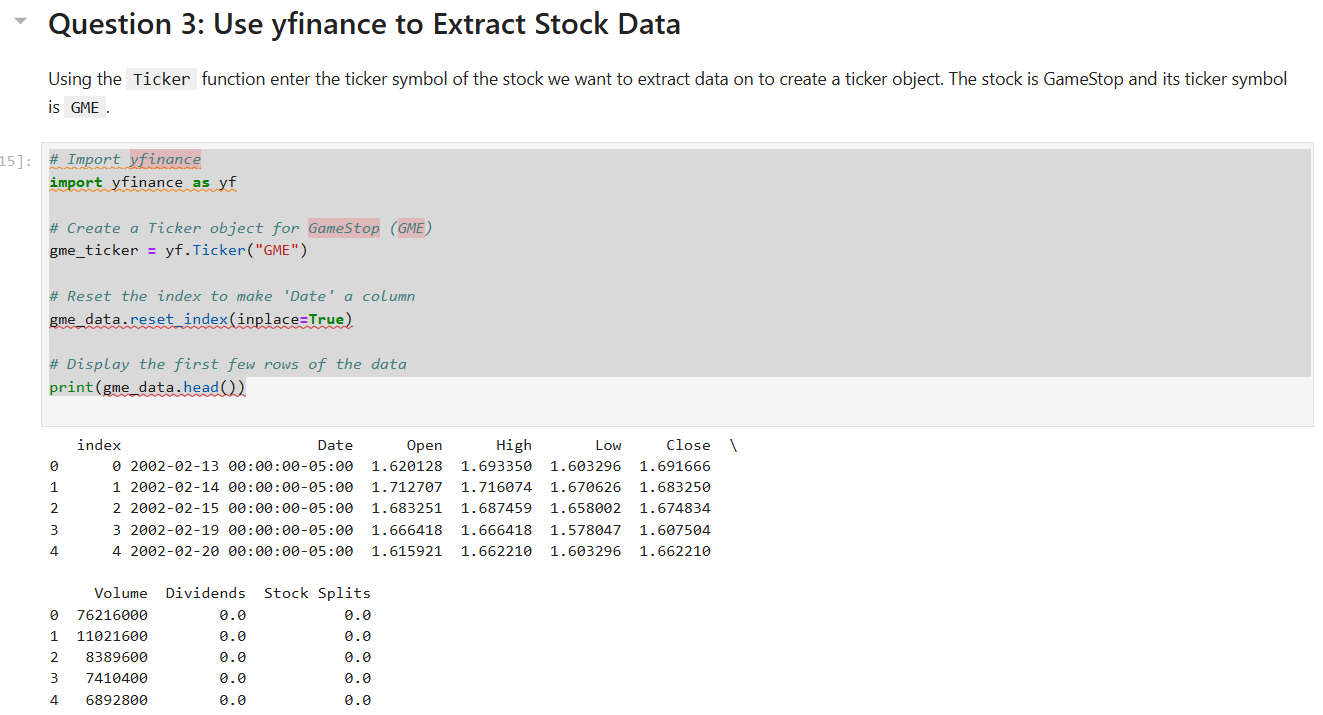 Question 3: Use yfinance to Extract Stock Data
Using the Ticker function enter the ticker symbol of the stock we want to extract data on to create a ticker object. The stock is GameStop and its ticker symbol
is GME .
15]:
# Import yfinance
import yfinance as yf
# Create a Ticker object for GameStop (GME)
gme_ticker = yf.Ticker("GME")
# Reset the index to make 'Date' a column
gme_data.reset_index(inplace=True)
# Display the first few rows of the data
print(gme_data.head())
   index                      Date      Open      High       Low     Close  \
0      0 2002-02-13 00:00:00-05:00  1.620128  1.693350  1.603296  1.691666
1      1 2002-02-14 00:00:00-05:00  1.712707  1.716074  1.670626  1.683250
2      2 2002-02-15 00:00:00-05:00  1.683251  1.687459  1.658002  1.674834
3      3 2002-02-19 00:00:00-05:00  1.666418  1.666418  1.578047  1.607504
4      4 2002-02-20 00:00:00-05:00  1.615921  1.662210  1.603296  1.662210
     Volume  Dividends  Stock Splits
0  76216000        0.0           0.0
1  11021600        0.0           0.0
2   8389600        0.0           0.0
3   7410400        0.0           0.0
4   6892800        0.0           0.0